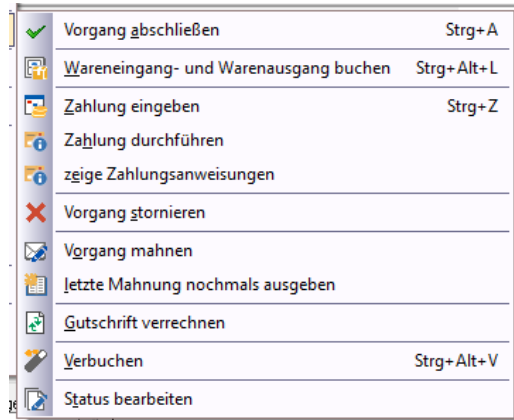 Vorgang abschließen Strg+A
Wareneingang- und Warenausgang buchen Strg+Alt+L
Zahlung eingeben Strg+Z
Zahlung durchführen
zeige Zahlungsanweisungen
Vorgang stornieren
Vorgang mahnen
letzte Mahnung nochmals ausgeben
Gutschrift verrechnen
Verbuchen Strg+Alt+V
Status bearbeiten